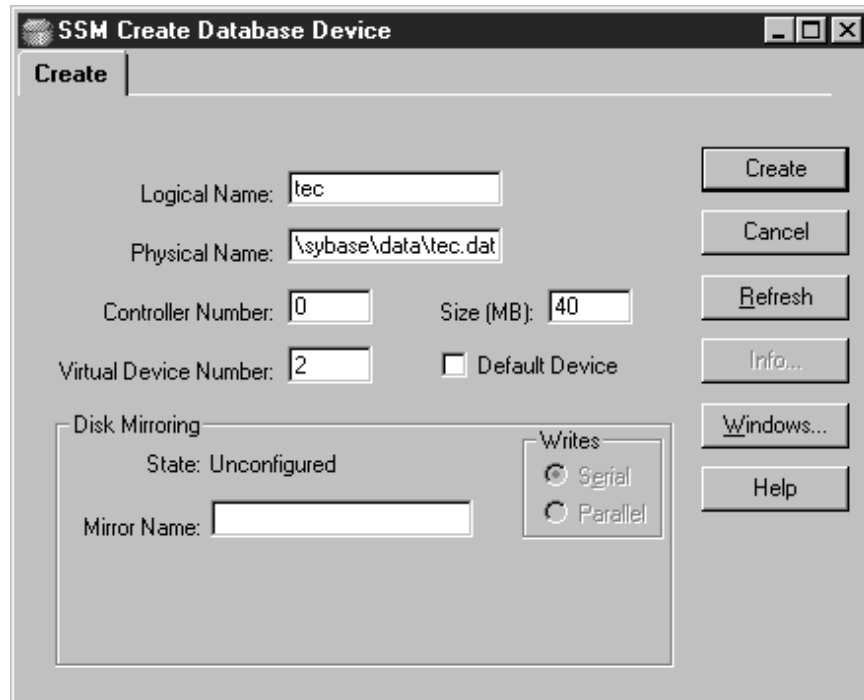 SSM Create Database Device
Create
Logical Name: tec
Physical Name: \sybase\data\tec.dat
Controller Number: 0 Size (MB): 40
Virtual Device Number: 2 Default Device
Disk Mirroring
State: Unconfigured
Mirror Name:
Writes
Serial
Parallel
Create
Cancel
Refresh
Info...
Windows...
Help